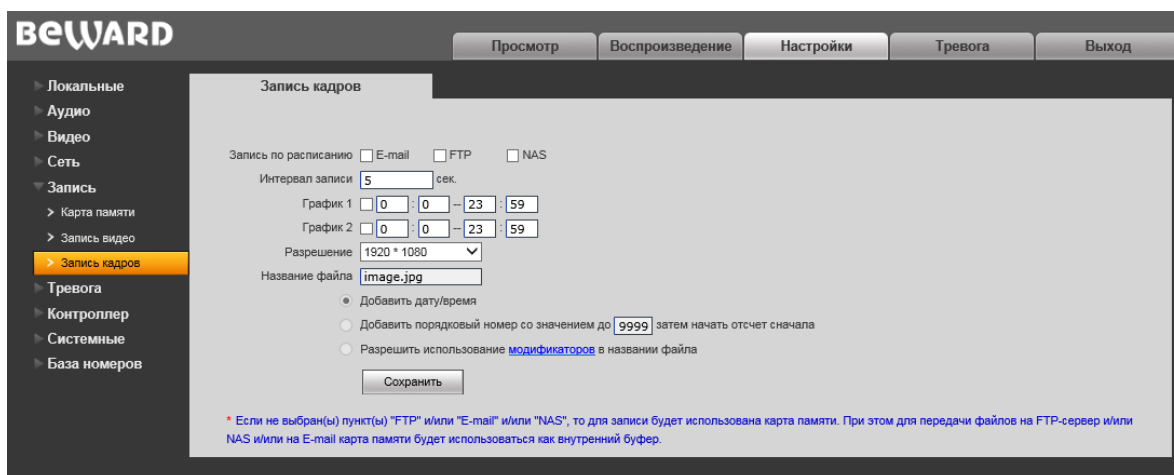 BEWARD
Просмотр Воспроизведение Настройки Тревога Выход
Локальные
Аудио
Видео
Сеть
Запись
Карта памяти
Запись видео
Запись кадров
Тревога
Контроллер
Системные
База номеров
Запись кадров
Запись по расписанию E-mail FTP NAS
Интервал записи 5 сек.
График 1 0 : 0 -- 23 : 59
График 2 0 : 0 -- 23 : 59
Разрешение 1920 * 1080
Название файла image.jpg
Добавить дату/время
Добавить порядковый номер со значением до 9999 затем начать отсчет сначала
Разрешить использование модификаторов в названии файла
Сохранить
* Если не выбран(ы) пункт(ы) "FTP" и/или "E-mail" и/или "NAS", то для записи будет использована карта памяти. При этом для передачи файлов на FTP-сервер и/или
NAS и/или на E-mail карта памяти будет использоваться как внутренний буфер.